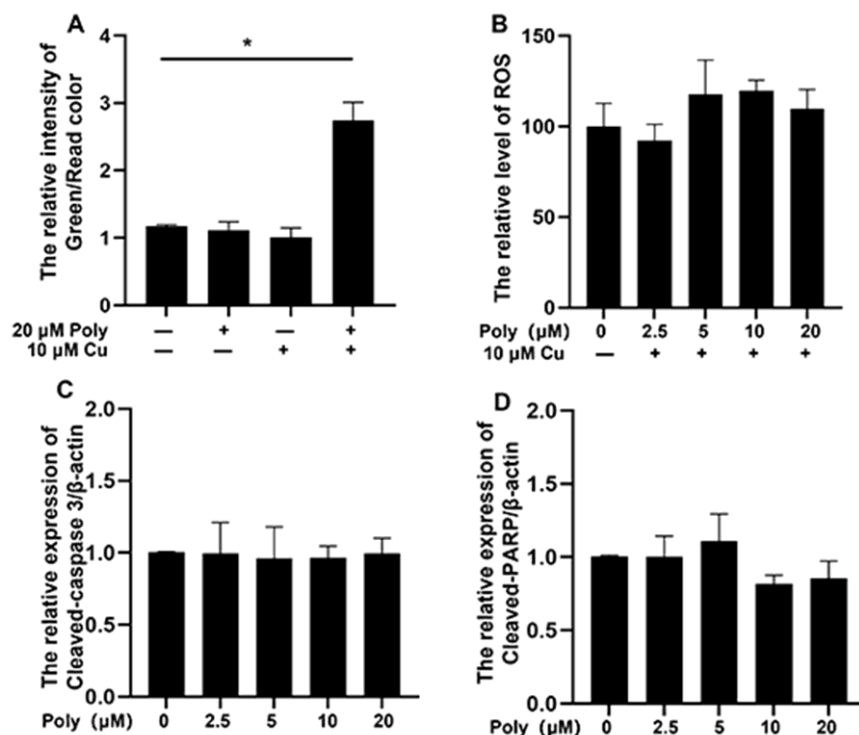 A
The relative intensity of
Green/Read color
4
3
2
1
0
*
20 μM Poly — + — +
10 μM Cu — — + +
B
The relative level of ROS
150
100
50
0
Poly (μM) 0 2.5 5 10 20
10 μM Cu — + + + +
C
The relative expression of
Cleaved-caspase 3/β-actin
2.0
1.5
1.0
0.5
0.0
Poly (μM) 0 2.5 5 10 20
D
The relative expression of
Cleaved-PARP/β-actin
2.0
1.5
1.0
0.5
0.0
Poly (μM) 0 2.5 5 10 20